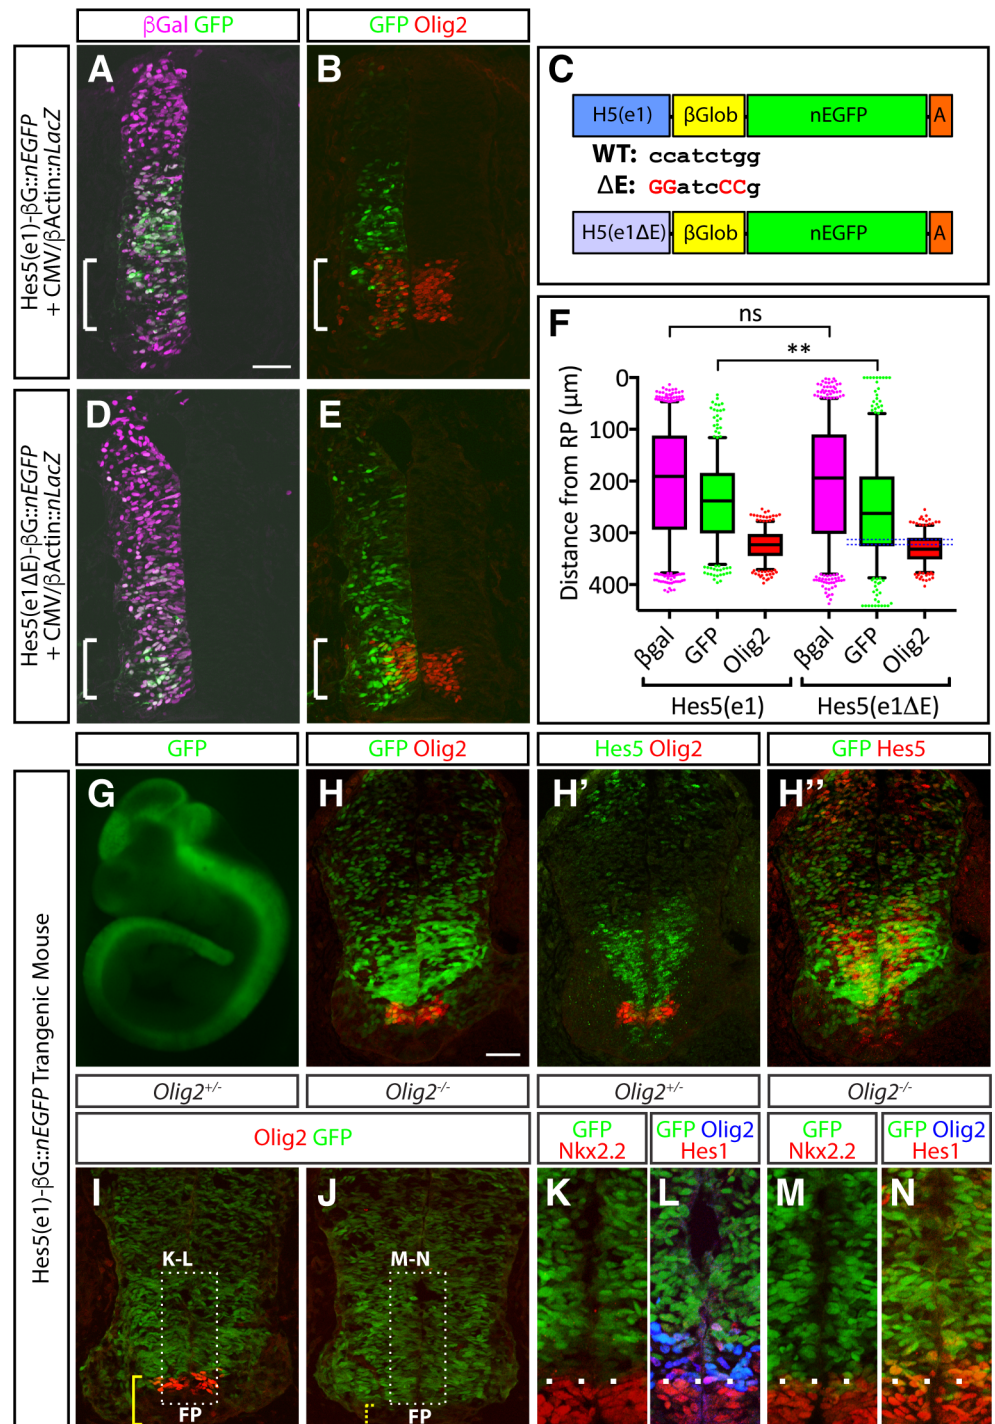 βGal GFP
GFP Olig2
Hes5(e1)-βG::nEGFP
+ CMV/βActin::nLacZ
A
B
C
H5(e1) βGlob nEGFP A
WT: ccatctgg
ΔE: GGatcCCg
H5(e1ΔE) βGlob nEGFP A
Hes5(e1ΔE)-βG::nEGFP
+ CMV/βActin::nLacZ
D
E
F
ns
**
Distance from RP (μm)
0
100
200
300
400
βgal GFP Olig2 βgal GFP Olig2
Hes5(e1) Hes5(e1ΔE)
GFP
GFP Olig2
Hes5 Olig2
GFP Hes5
Hes5(e1)-βG::nEGFP Trangenic Mouse
G
H
H’
H’’
Olig2+/-
Olig2-/-
Olig2+/-
Olig2-/-
Olig2 GFP
GFP
Nkx2.2
GFP Olig2
Hes1
GFP
Nkx2.2
GFP Olig2
Hes1
I
K-L
FP
J
M-N
FP
K
L
M
N